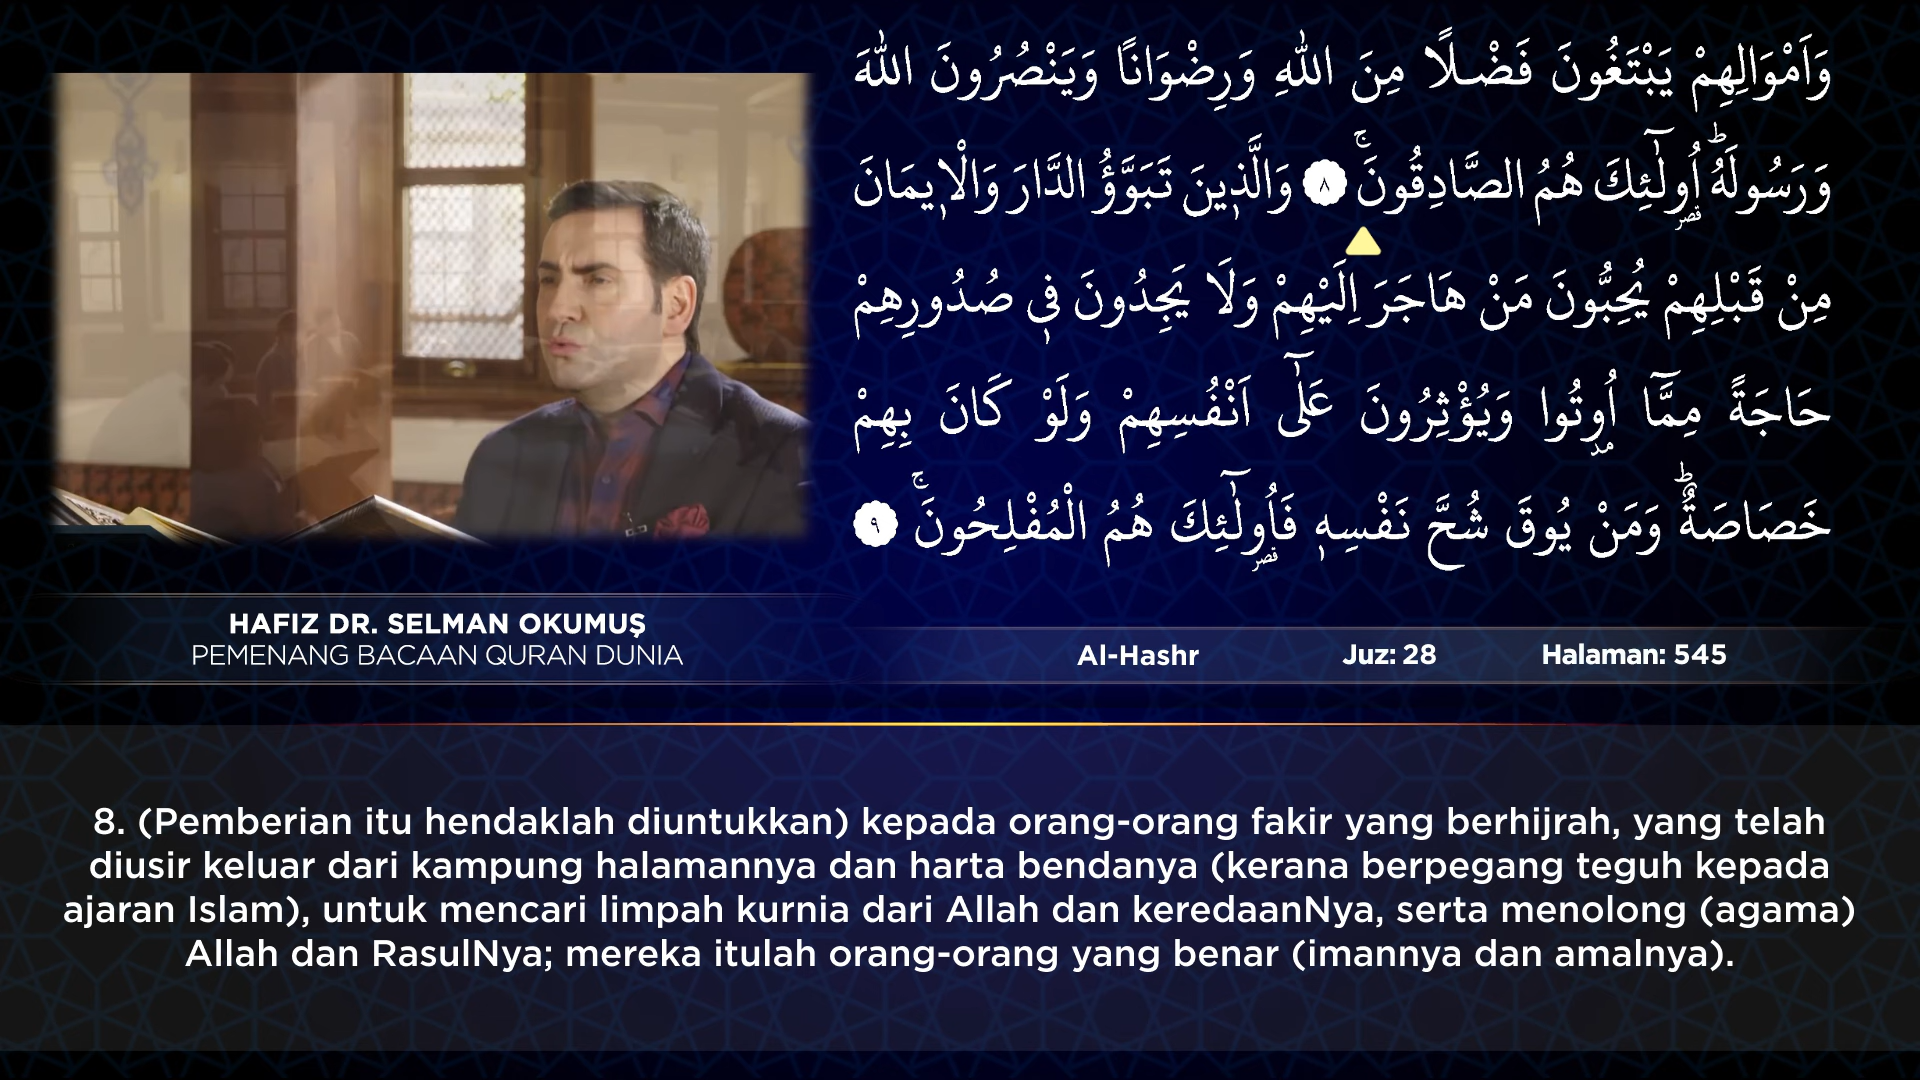 وَاَمْوَالِهِمْ يَبْتَغُونَ فَضْلًا مِنَ اللّٰهِ وَرِضْوَانًا وَيَنْصُرُونَ اللّٰهَ
وَرَسُولَهُۜ اُو۬لٰٓئِكَ هُمُ الصَّادِقُونَۚ ٨ وَالَّذ۪ينَ تَبَوَّؤُ الدَّارَ وَالْا۪يمَانَ
قصر
مِنْ قَبْلِهِمْ يُحِبُّونَ مَنْ هَاجَرَ اِلَيْهِمْ وَلَا يَجِدُونَ ف۪ي صُدُورِهِمْ
حَاجَةً مِمَّٓا اُو۫تُوا وَيُؤْثِرُونَ عَلٰٓى اَنْفُسِهِمْ وَلَوْ كَانَ بِهِمْ
مد
خَصَاصَةٌۜ وَمَنْ يُوقَ شُحَّ نَفْسِه۪ فَاُو۬لٰٓئِكَ هُمُ الْمُفْلِحُونَۚ ٩
قصر
HAFIZ DR. SELMAN OKUMUŞ
PEMENANG BACAAN QURAN DUNIA
Al-Hashr Juz: 28 Halaman: 545
8. (Pemberian itu hendaklah diuntukkan) kepada orang-orang fakir yang berhijrah, yang telah
diusir keluar dari kampung halamannya dan harta bendanya (kerana berpegang teguh kepada
ajaran Islam), untuk mencari limpah kurnia dari Allah dan keredaanNya, serta menolong (agama)
Allah dan RasulNya; mereka itulah orang-orang yang benar (imannya dan amalnya).